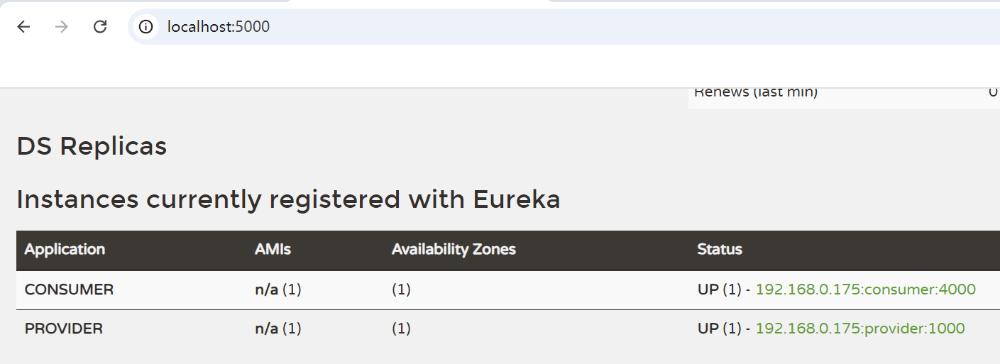 localhost:5000
Renews (last min) 0
DS Replicas
Instances currently registered with Eureka
Application AMIs Availability Zones Status
CONSUMER n/a (1) (1) UP (1) - 192.168.0.175:consumer:4000
PROVIDER n/a (1) (1) UP (1) - 192.168.0.175:provider:1000